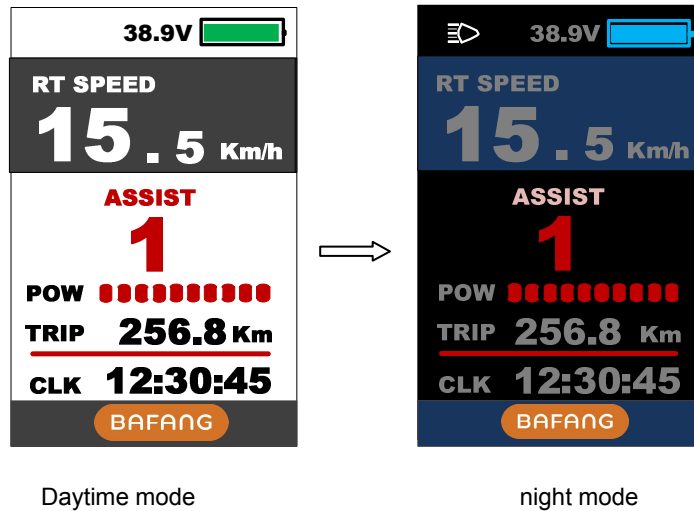 38.9V
RT SPEED
15.5 Km/h
ASSIST
1
POW
TRIP 256.8 Km
CLK 12:30:45
BAFANG
Daytime mode
38.9V
RT SPEED
15.5 Km/h
ASSIST
1
POW
TRIP 256.8 Km
CLK 12:30:45
BAFANG
night mode